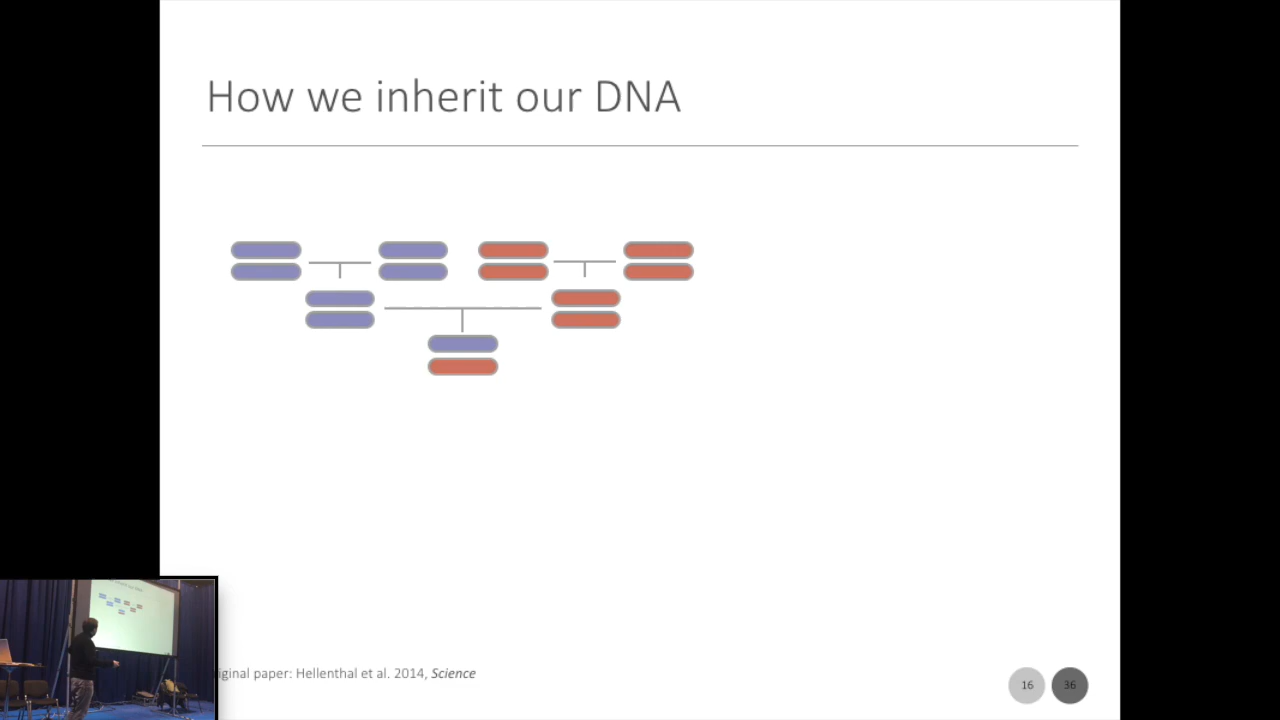 How we inherit our DNA
iginal paper: Hellenthal et al. 2014, Science
16 36